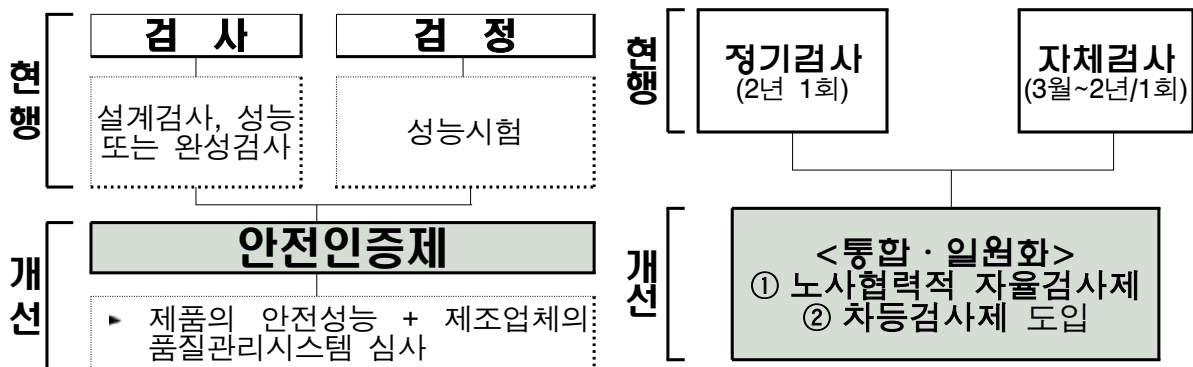 현행
검 사
검 정
설계검사, 성능
또는 완성검사
성능시험
개선
안전인증제
► 제품의 안전성능 + 제조업체의
품질관리시스템 심사
현행
정기검사
(2년 1회)
자체검사
(3월~2년/1회)
개선
<통합·일원화>
① 노사협력적 자율검사제
② 차등검사제 도입